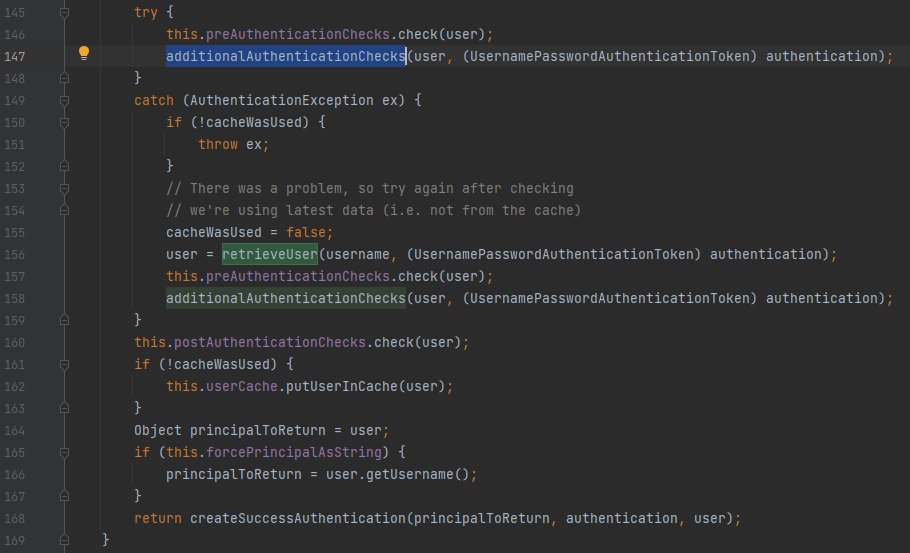 145 try {
146 this.preAuthenticationChecks.check(user);
147 additionalAuthenticationChecks(user, (UsernamePasswordAuthenticationToken) authentication);
148 }
149 catch (AuthenticationException ex) {
150 if (!cacheWasUsed) {
151 throw ex;
152 }
153 // There was a problem, so try again after checking
154 // we're using latest data (i.e. not from the cache)
155 cacheWasUsed = false;
156 user = retrieveUser(username, (UsernamePasswordAuthenticationToken) authentication);
157 this.preAuthenticationChecks.check(user);
158 additionalAuthenticationChecks(user, (UsernamePasswordAuthenticationToken) authentication);
159 }
160 this.postAuthenticationChecks.check(user);
161 if (!cacheWasUsed) {
162 this.userCache.putUserInCache(user);
163 }
164 Object principalToReturn = user;
165 if (this.forcePrincipalAsString) {
166 principalToReturn = user.getUsername();
167 }
168 return createSuccessAuthentication(principalToReturn, authentication, user);
169 }